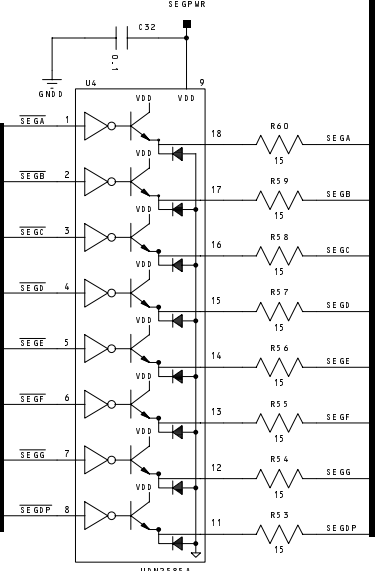 SEGPWR
C32
0.1
GNDD
U4
9
VDD
VDD
SEGA 1 18 R60 SEGA
15
VDD
SEGB 2 17 R59 SEGB
15
VDD
SEGC 3 16 R58 SEGC
15
VDD
SEGD 4 15 R57 SEGD
15
VDD
SEGE 5 14 R56 SEGE
15
VDD
SEGF 6 13 R55 SEGF
15
VDD
SEGG 7 12 R54 SEGG
15
VDD
SEGDP 8 11 R53 SEGDP
15